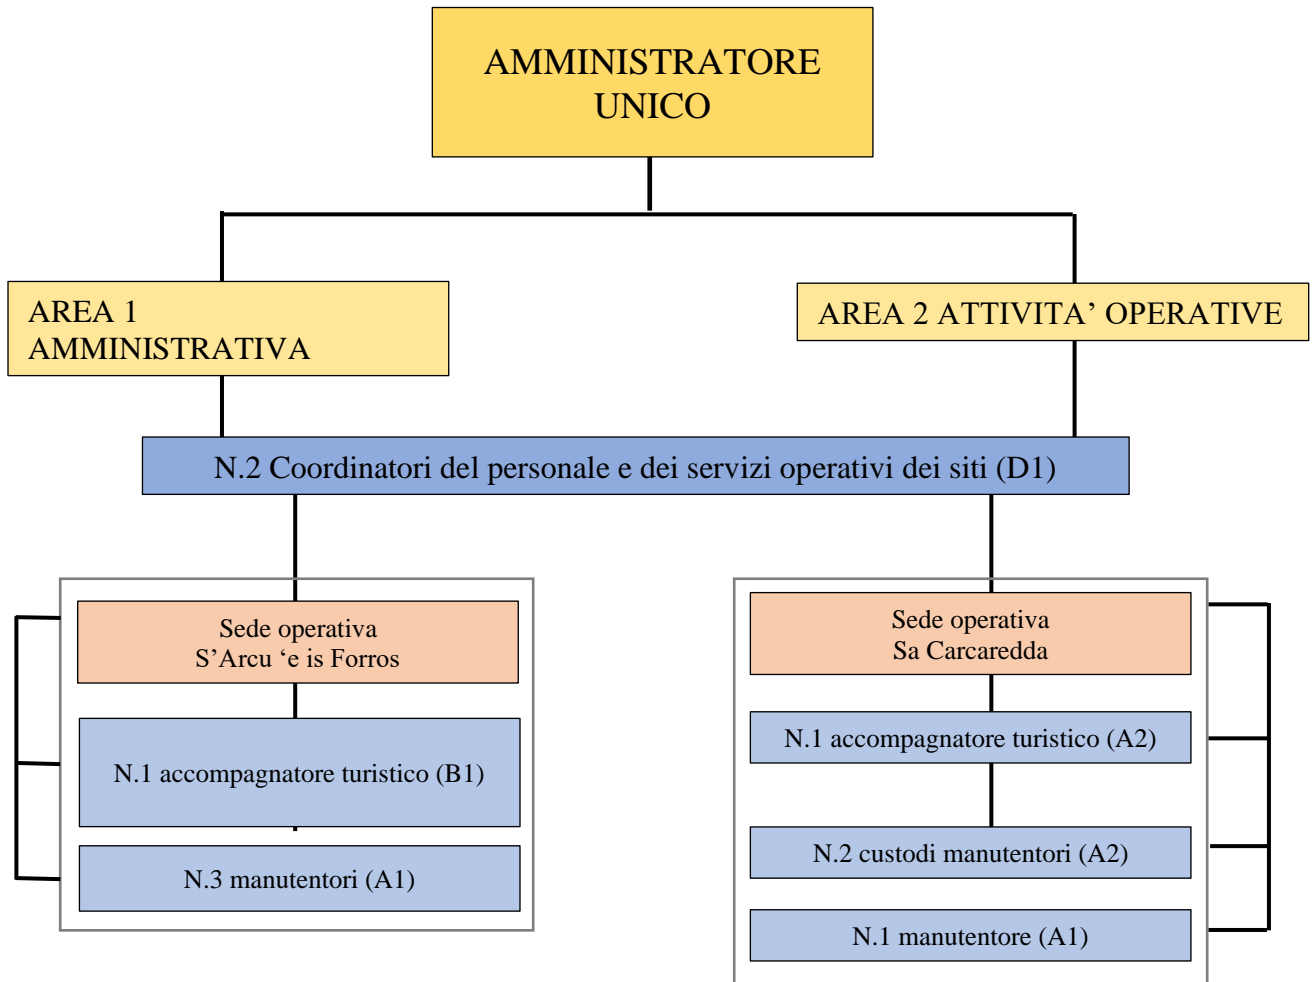 AMMINISTRATORE
UNICO
AREA 1
AMMINISTRATIVA
AREA 2 ATTIVITA’ OPERATIVE
N.2 Coordinatori del personale e dei servizi operativi dei siti (D1)
Sede operativa
S’Arcu ‘e is Forros
N.1 accompagnatore turistico (B1)
N.3 manutentori (A1)
Sede operativa
Sa Carcaredda
N.1 accompagnatore turistico (A2)
N.2 custodi manutentori (A2)
N.1 manutentore (A1)